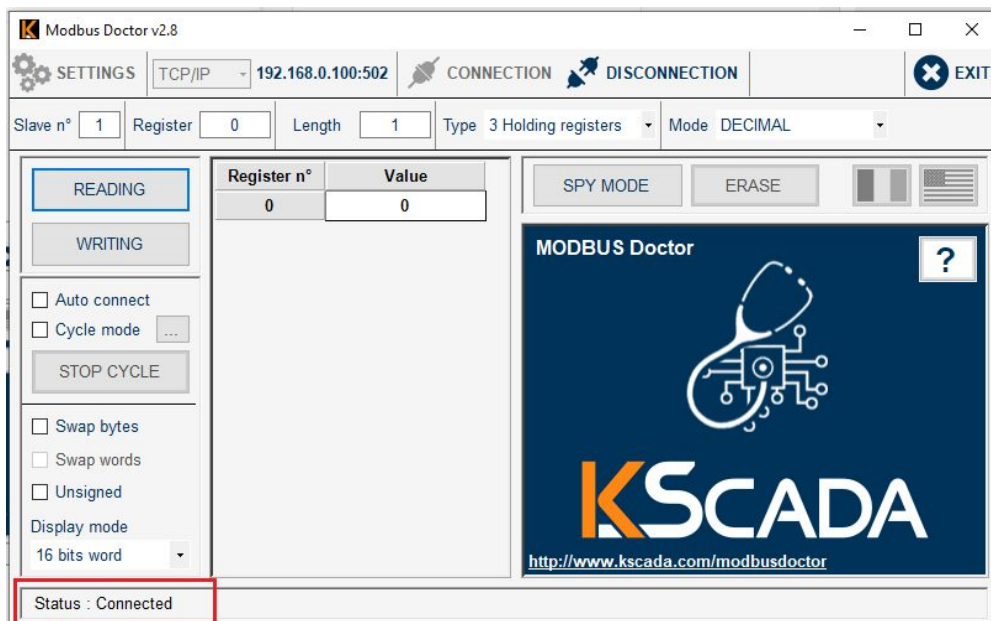 Modbus Doctor v2.8
SETTINGS TCP/IP 192.168.0.100:502 CONNECTION DISCONNECTION EXIT
Slave n° 1 Register 0 Length 1 Type 3 Holding registers Mode DECIMAL
READING
WRITING
Auto connect
Cycle mode ...
STOP CYCLE
Swap bytes
Swap words
Unsigned
Display mode
16 bits word
Register n° Value
0 0
SPY MODE ERASE
MODBUS Doctor ?
KSCADA
http://www.kscada.com/modbusdoctor
Status : Connected